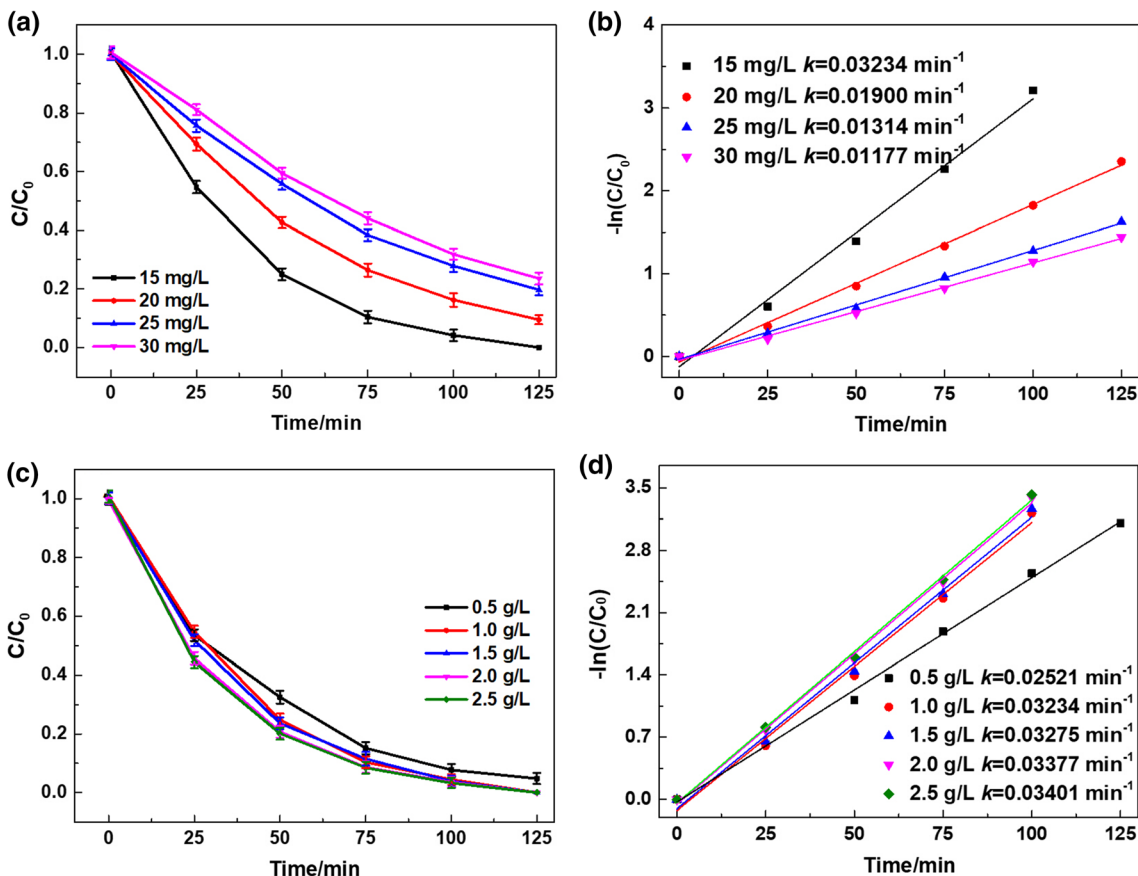 (a)
1.0
0.8
0.6
0.4
0.2
0.0
C/C0
15 mg/L
20 mg/L
25 mg/L
30 mg/L
0 25 50 75 100 125
Time/min
(b)
4
3
2
1
0
-ln(C/C0)
15 mg/L k=0.03234 min-1
20 mg/L k=0.01900 min-1
25 mg/L k=0.01314 min-1
30 mg/L k=0.01177 min-1
0 25 50 75 100 125
Time/min
(c)
1.0
0.8
0.6
0.4
0.2
0.0
C/C0
0.5 g/L
1.0 g/L
1.5 g/L
2.0 g/L
2.5 g/L
0 25 50 75 100 125
Time/min
(d)
3.5
2.8
2.1
1.4
0.7
0.0
-ln(C/C0)
0.5 g/L k=0.02521 min-1
1.0 g/L k=0.03234 min-1
1.5 g/L k=0.03275 min-1
2.0 g/L k=0.03377 min-1
2.5 g/L k=0.03401 min-1
0 25 50 75 100 125
Time/min